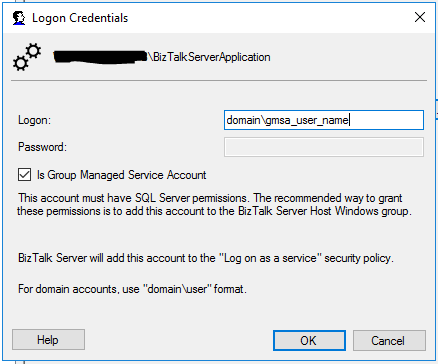 Logon Credentials
\BizTalkServerApplication
Logon:
domain\gmsa_user_name
Password:
Is Group Managed Service Account
This account must have SQL Server permissions. The recommended way to grant
these permissions is to add this account to the BizTalk Server Host Windows group.
BizTalk Server will add this account to the "Log on as a service" security policy.
For domain accounts, use "domain\user" format.
Help
OK
Cancel